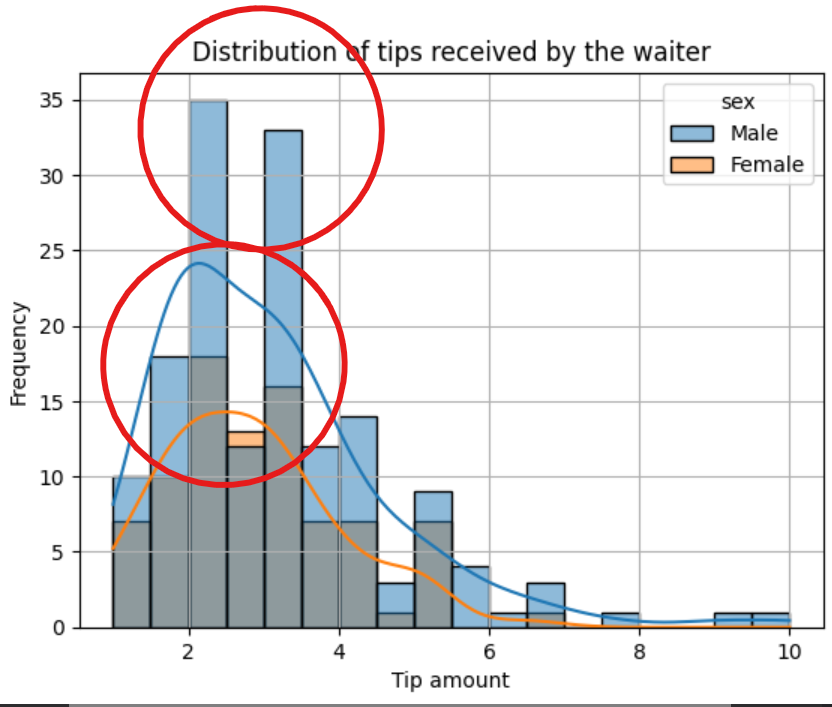 Distribution of tips received by the waiter
sex
Male
Female
35
30
25
20
15
10
5
0
Frequency
2
4
6
8
10
Tip amount